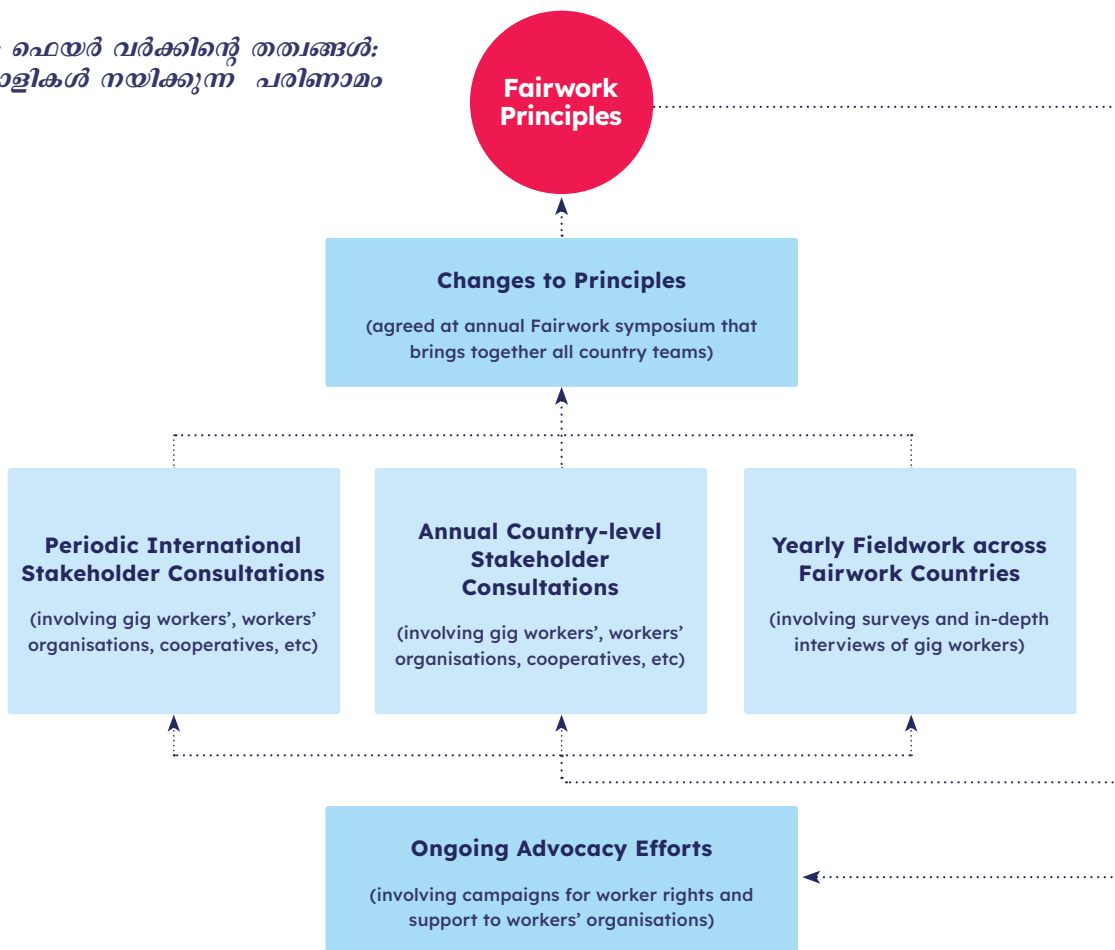 ഫെയർ വർക്കിന്റെ തത്വങ്ങൾ:
നയിക്കുന്ന പരിണാമം
Fairwork
Principles
Changes to Principles
(agreed at annual Fairwork symposium that
brings together all country teams)
Periodic International
Stakeholder Consultations
(involving gig workers’, workers’
organisations, cooperatives, etc)
Annual Country-level
Stakeholder
Consultations
(involving gig workers’, workers’
organisations, cooperatives, etc)
Yearly Fieldwork across
Fairwork Countries
(involving surveys and in-depth
interviews of gig workers)
Ongoing Advocacy Efforts
(involving campaigns for worker rights and
support to workers’ organisations)